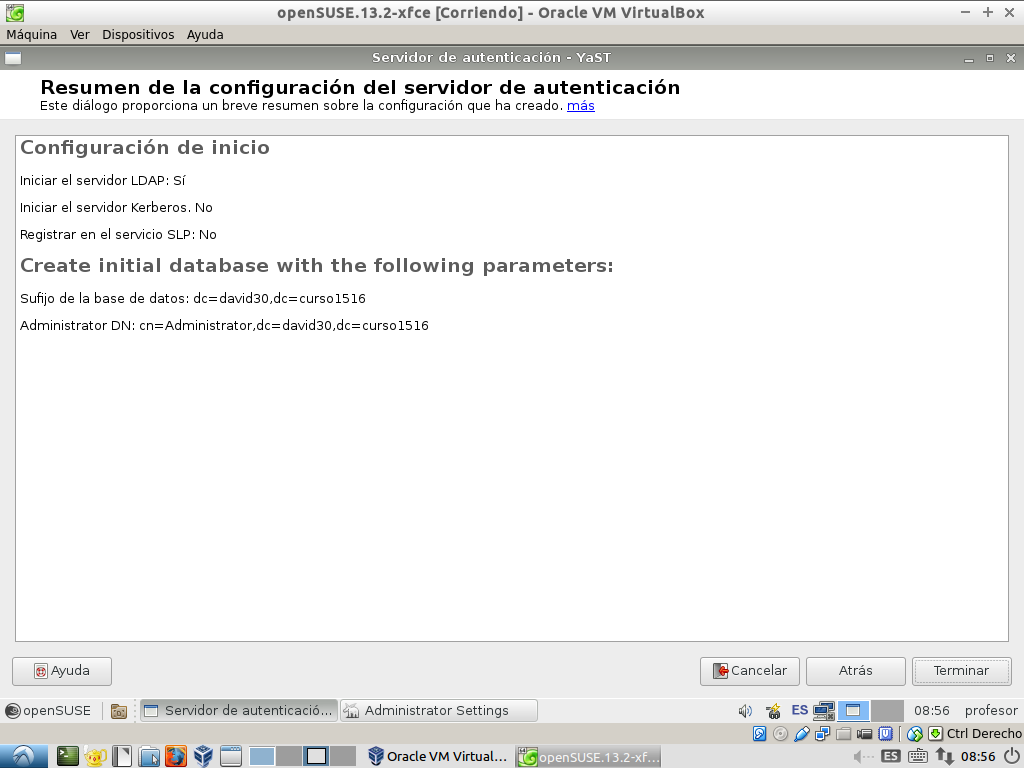 openSUSE.13.2-xfce [Corriendo] - Oracle VM VirtualBox
Máquina Ver Dispositivos Ayuda
Servidor de autenticación - YaST
Resumen de la configuración del servidor de autenticación
Este diálogo proporciona un breve resumen sobre la configuración que ha creado. más
Configuración de inicio
Iniciar el servidor LDAP: Sí
Iniciar el servidor Kerberos. No
Registrar en el servicio SLP: No
Create initial database with the following parameters:
Sufijo de la base de datos: dc=david30,dc=curso1516
Administrator DN: cn=Administrator,dc=david30,dc=curso1516
Ayuda Cancelar Atrás Terminar
openSUSE Servidor de autenticació... Administrator Settings ES 08:56 profesor
Ctrl Derecho
Oracle VM Virtual... openSUSE.13.2-xf... ES 08:56